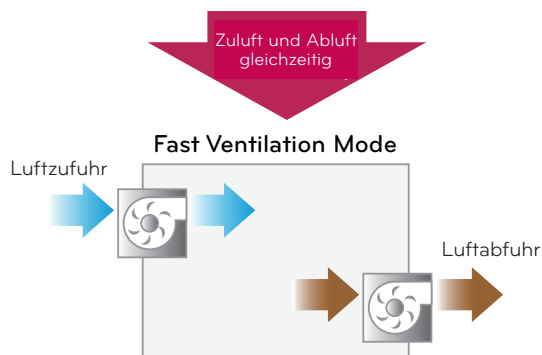 Zuluft und Abluft
gleichzeitig
Fast Ventilation Mode
Luftzufuhr
Luftabfuhr